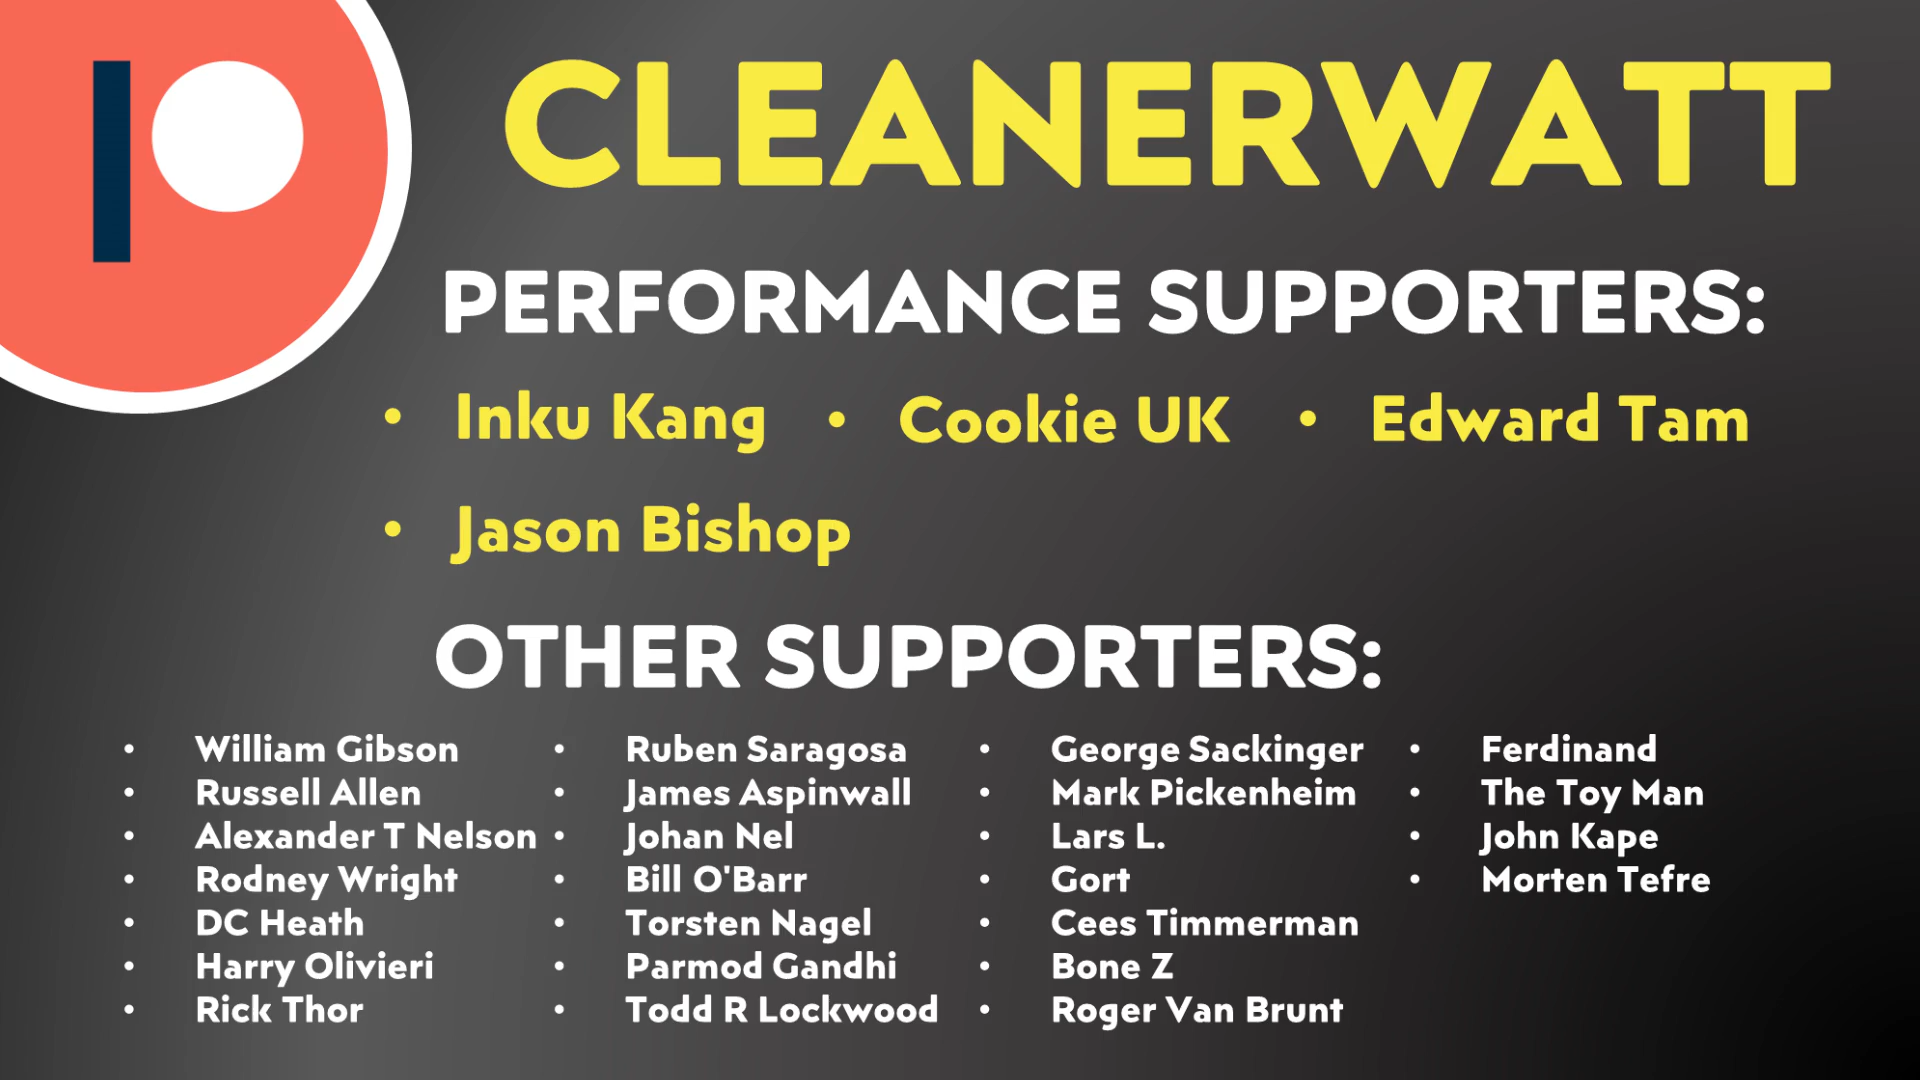 CLEANERWATT
PERFORMANCE SUPPORTERS:
• Inku Kang • Cookie UK • Edward Tam
• Jason Bishop
OTHER SUPPORTERS:
• William Gibson
• Russell Allen
• Alexander T Nelson
• Rodney Wright
• DC Heath
• Harry Olivieri
• Rick Thor
• Ruben Saragosa
• James Aspinwall
• Johan Nel
• Bill O'Barr
• Torsten Nagel
• Parmod Gandhi
• Todd R Lockwood
• George Sackinger
• Mark Pickenheim
• Lars L.
• Gort
• Cees Timmerman
• Bone Z
• Roger Van Brunt
• Ferdinand
• The Toy Man
• John Kape
• Morten Tefre